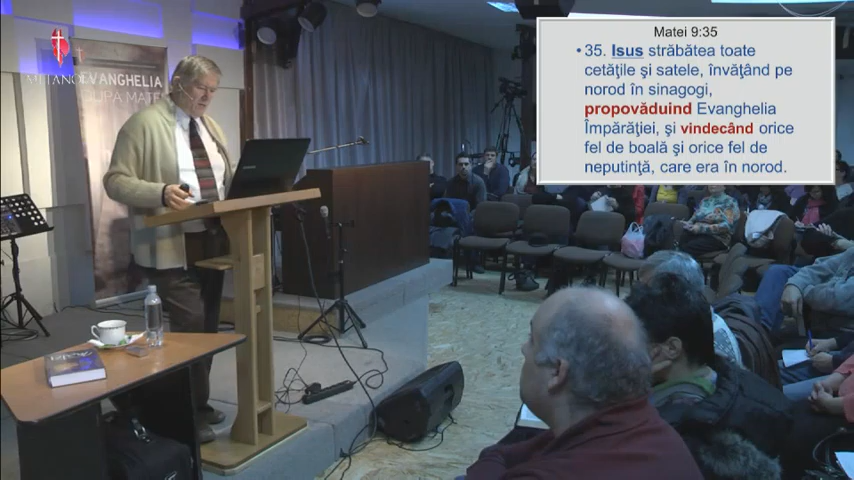 Matei 9:35
• 35. Isus străbătea toate
cetăţile şi satele, învăţând pe
norod în sinagogi,
propovăduind Evanghelia
Împărăţiei, şi vindecând orice
fel de boală şi orice fel de
neputinţă, care era în norod.
EVANGHELIA
DUPA MATEI